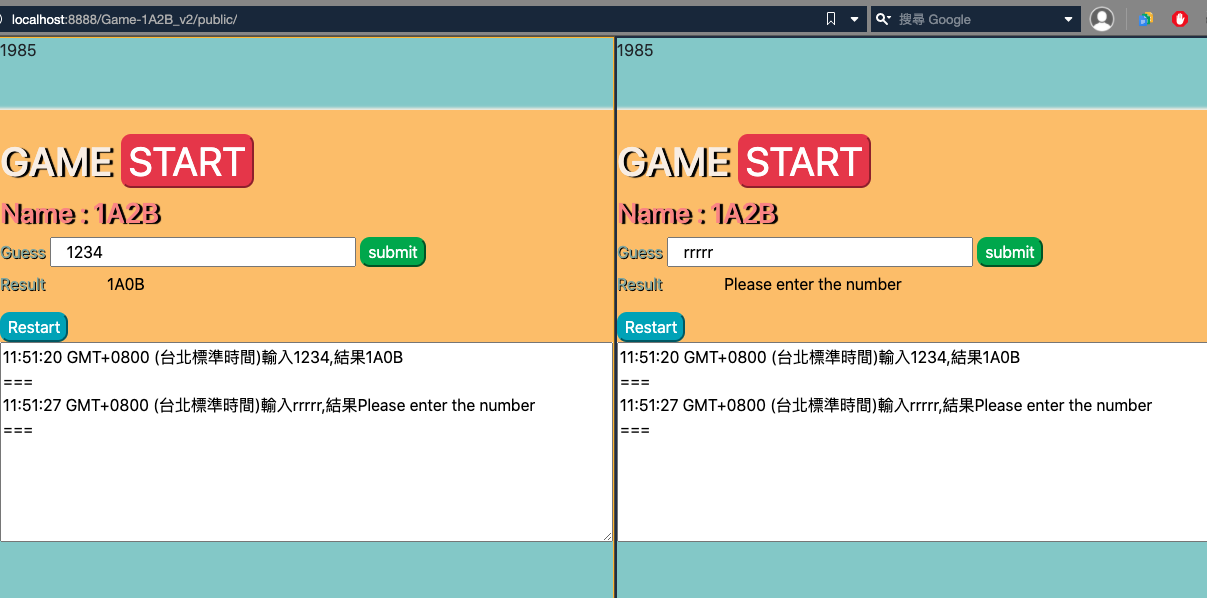 localhost:8888/Game-1A2B_v2/public/
搜尋 Google
1985
GAME START
Name : 1A2B
Guess 1234 submit
Result 1A0B
Restart
11:51:20 GMT+0800 (台北標準時間)輸入1234,結果1A0B
===
11:51:27 GMT+0800 (台北標準時間)輸入rrrrr,結果Please enter the number
===
1985
GAME START
Name : 1A2B
Guess rrrrr submit
Result Please enter the number
Restart
11:51:20 GMT+0800 (台北標準時間)輸入1234,結果1A0B
===
11:51:27 GMT+0800 (台北標準時間)輸入rrrrr,結果Please enter the number
===